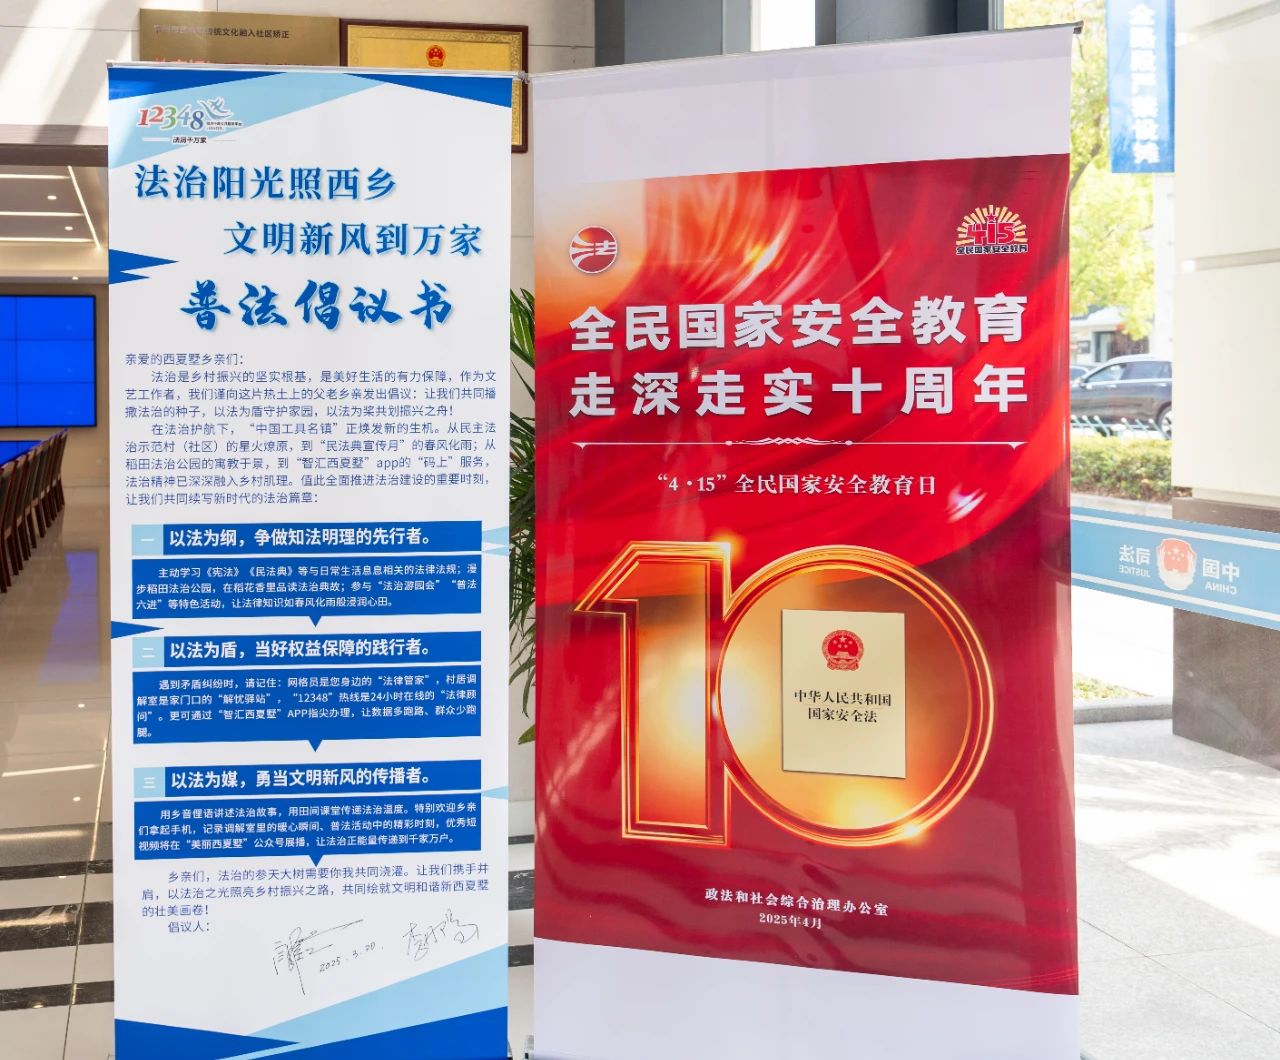 传统文化融入社区矫正
12348
法润千万家
法治阳光照西乡
文明新风到万家
普法倡议书
亲爱的西夏墅乡亲们：
法治是乡村振兴的坚实根基，是美好生活的有力保障，作为文
艺工作者，我们谨向这片热土上的父老乡亲发出倡议：让我们共同播
撒法治的种子，以法为盾守护家园，以法为桨共划振兴之舟！
在法治护航下，“中国工具名镇”正焕发新的生机。从民主法
治示范村（社区）的星火燎原，到“民法典宣传月”的春风化雨；从
稻田法治公园的寓教于景，到“智汇西夏墅”app的“码上”服务，
法治精神已深深融入乡村肌理。值此全面推进法治建设的重要时刻，
让我们共同续写新时代的法治篇章：
一 以法为纲，争做知法明理的先行者。
主动学习《宪法》《民法典》等与日常生活息息相关的法律法规；漫
步稻田法治公园，在稻花香里品读法治典故；参与“法治游园会”“普法
六进”等特色活动，让法律知识如春风化雨般浸润心田。
二 以法为盾，当好权益保障的践行者。
遇到矛盾纠纷时，请记住：网格员是您身边的“法律管家”，村居调
解室是家门口的“解忧驿站”，“12348”热线是24小时在线的“法律顾
问”。更可通过“智汇西夏墅”APP指尖办理，让数据多跑路、群众少跑
腿。
三 以法为媒，勇当文明新风的传播者。
用乡音俚语讲述法治故事，用田间课堂传递法治温度。特别欢迎乡亲
们拿起手机，记录调解室里的暖心瞬间、普法活动中的精彩时刻，优秀短
视频将在“美丽西夏墅”公众号展播，让法治正能量传递到千家万户。
乡亲们，法治的参天大树需要你我共同浇灌。让我们携手并
肩，以法治之光照亮乡村振兴之路，共同绘就文明和谐新西夏墅
的壮美画卷！
倡议人：
2025.3.20.
法
415
全民国家安全教育
全民国家安全教育
走深走实十周年
“4·15”全民国家安全教育日
10
中华人民共和国
国家安全法
政法和社会综合治理办公室
2025年4月
中国司法
CHINA JUSTICE